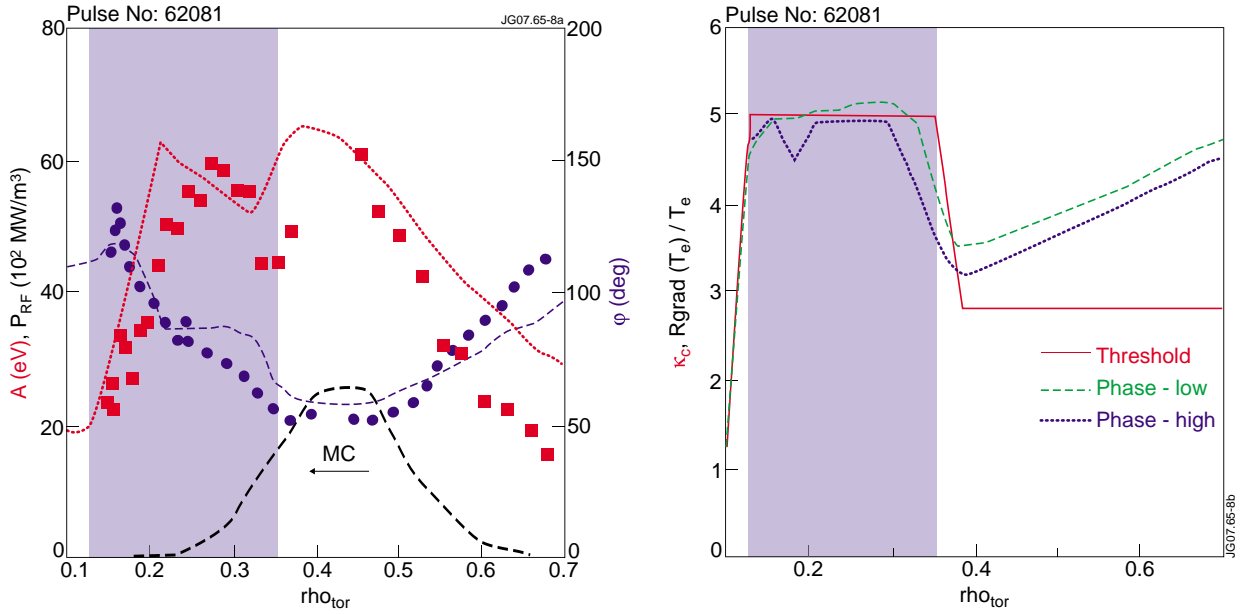 Pulse No: 62081
JG07.65-8a
80
60
40
20
0
A (eV), P_RF (10² MW/m3)
200
150
100
50
0
φ (deg)
MC
0.1 0.2 0.3 0.4 0.5 0.6 0.7
rho_tor
Pulse No: 62081
6
5
4
3
2
1
0
κ_c, Rgrad (T_e) / T_e
Threshold
Phase - low
Phase - high
JG07.65-8b
0.2 0.4 0.6
rho_tor